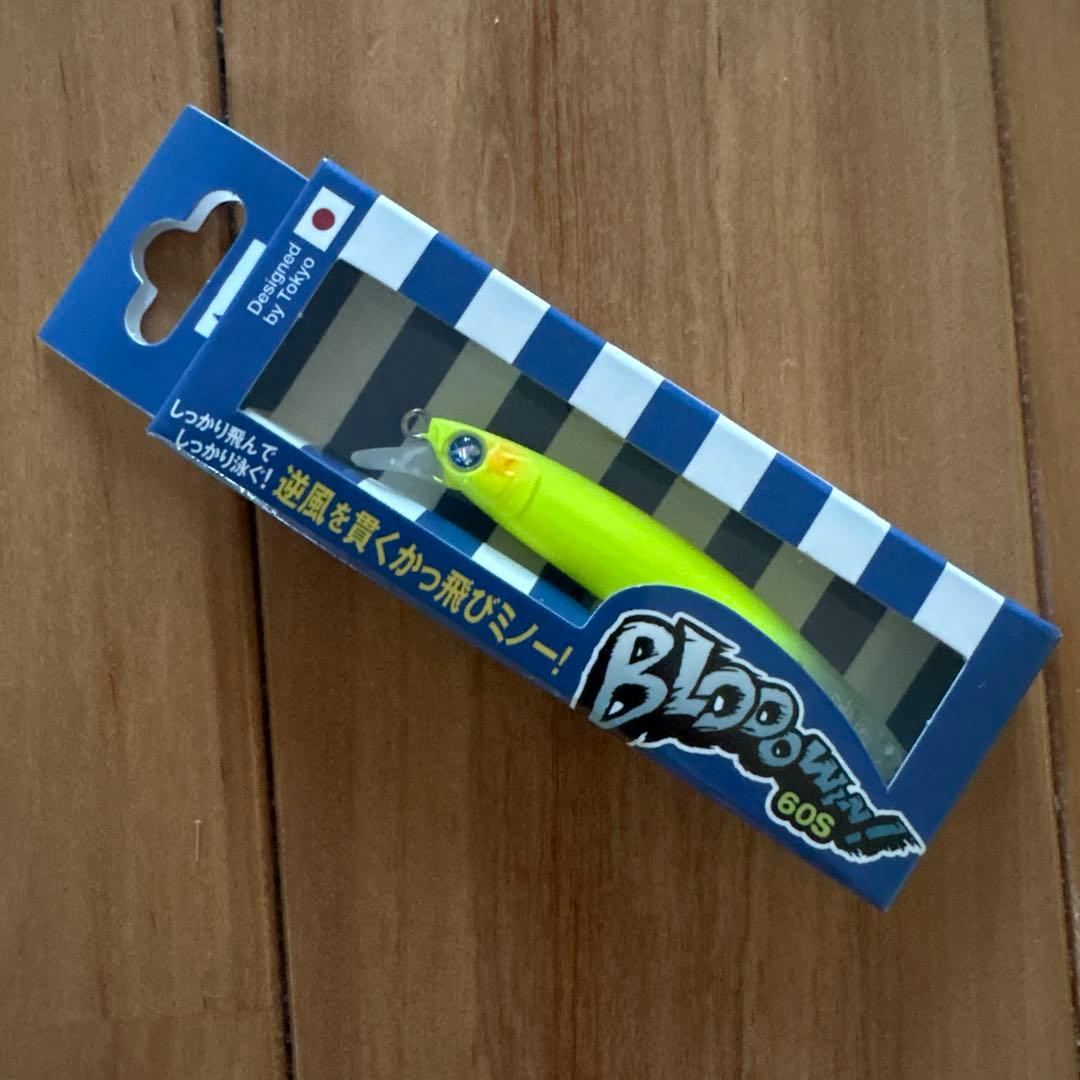 Designed
by Tokyo
しっかり飛んで
しっかり泳ぐ!
逆風を貫くかっ飛びミノー!
BLOOOWIN!!
60S